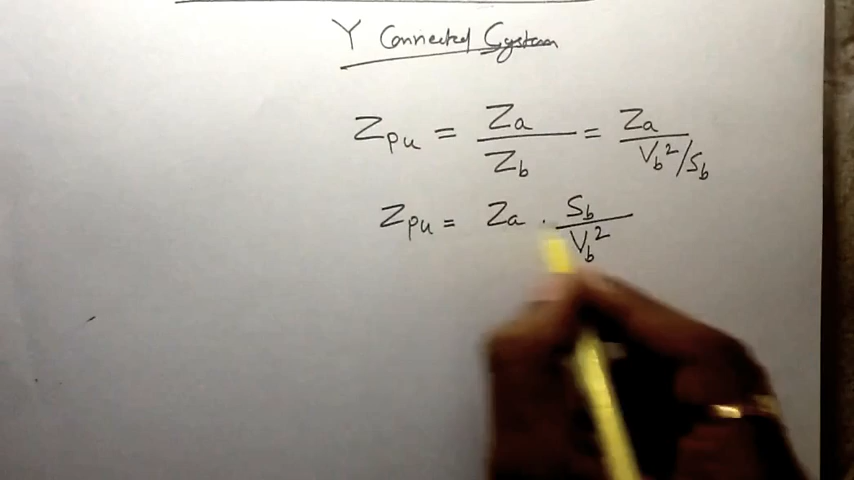 Y Connected System
Zpu = Za / Zb = Za / Vb²/Sb
Zpu = Za · Sb / Vb²